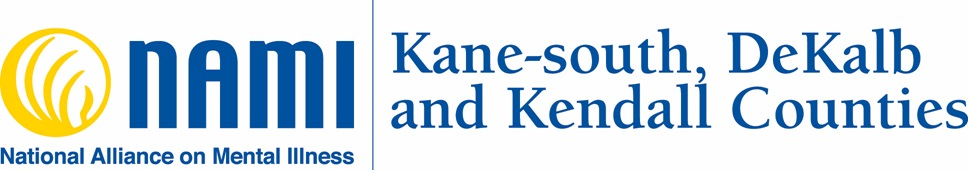 NAMI
National Alliance on Mental Illness
Kane-south, DeKalb
and Kendall Counties